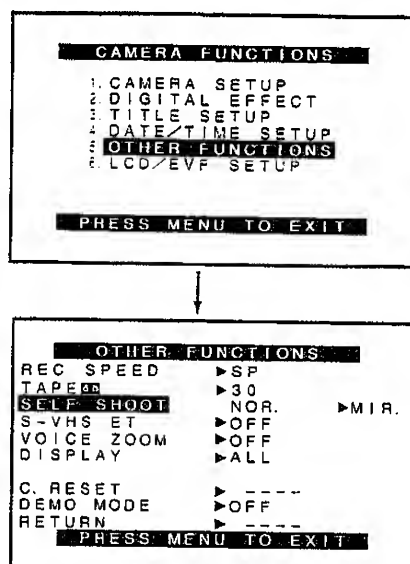 CAMERA FUNCTIONS
1. CAMERA SETUP
2. DIGITAL EFFECT
3. TITLE SETUP
4. DATE/TIME SETUP
5. OTHER FUNCTIONS
6. LCD/EVF SETUP
PRESS MENU TO EXIT
OTHER FUNCTIONS
REC SPEED ▶SP
TAPE ▶30
SELF SHOOT NOR. ▶MIR.
S-VHS ET ▶OFF
VOICE ZOOM ▶OFF
DISPLAY ▶ALL
C. RESET ▶ ----
DEMO MODE ▶OFF
RETURN ▶ ----
PRESS MENU TO EXIT